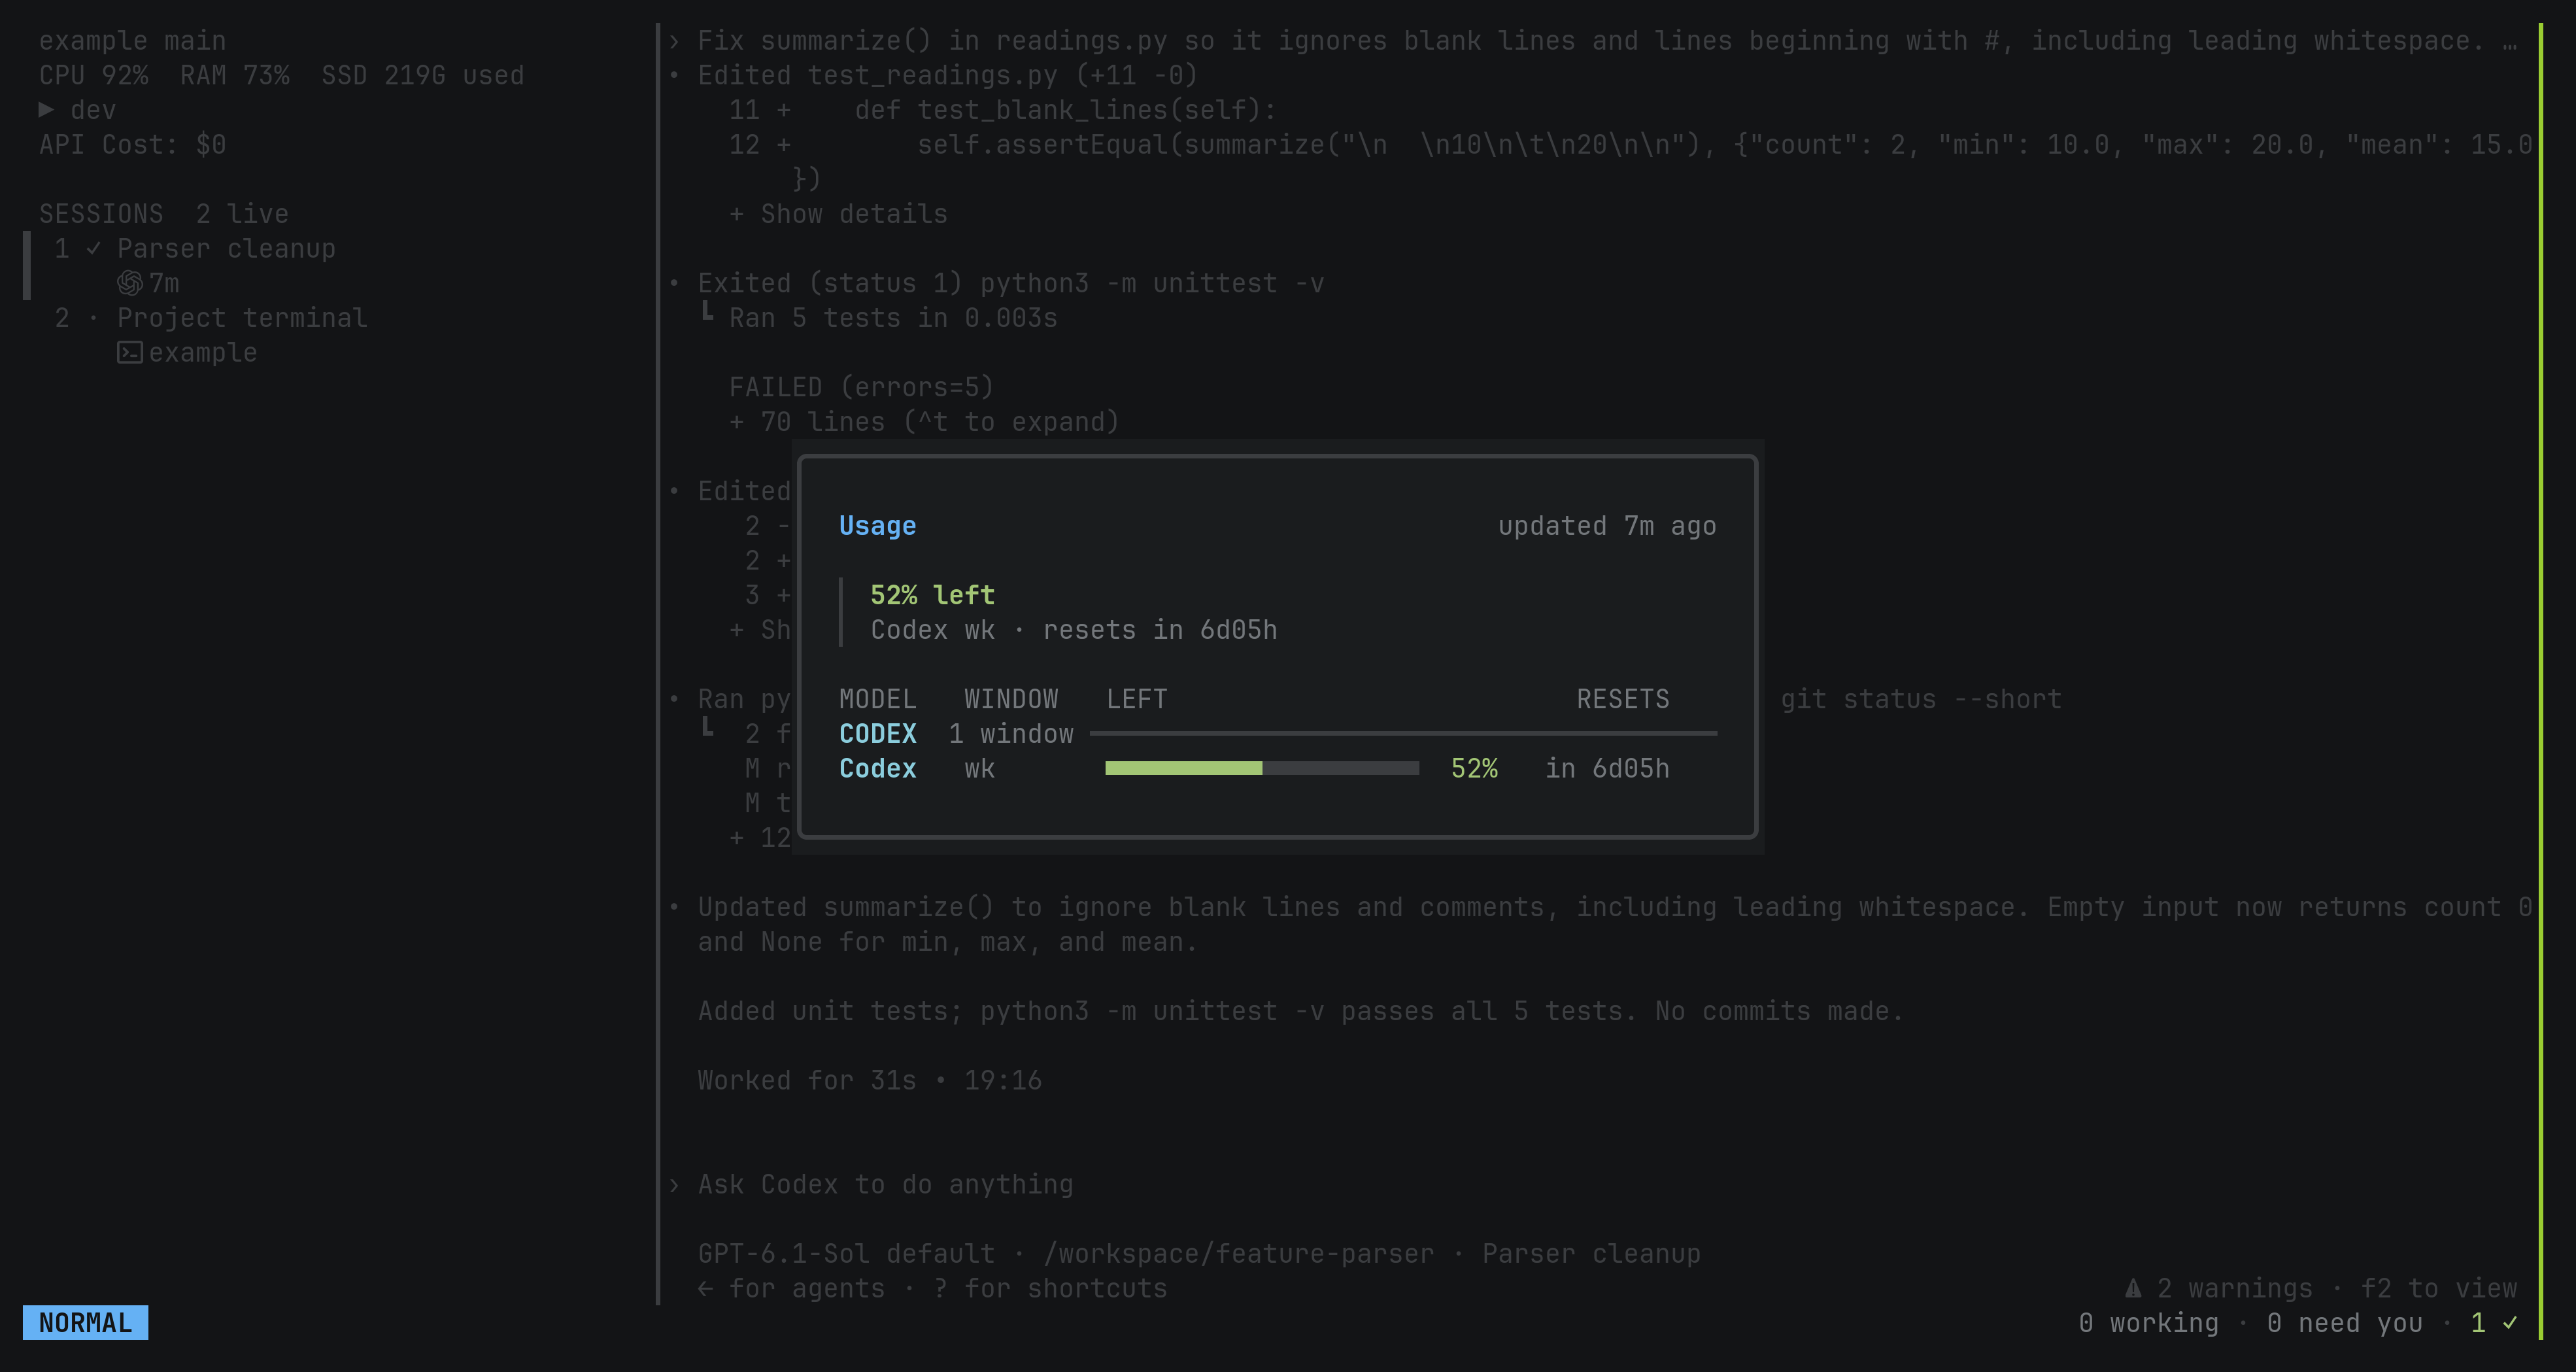 example main
CPU 92%  RAM 73%  SSD 219G used
▶ dev
API Cost: $0
SESSIONS  2 live
1 ✓ Parser cleanup
7m
2 · Project terminal
example
› Fix summarize() in readings.py so it ignores blank lines and lines beginning with #, including leading whitespace. …
• Edited test_readings.py (+11 -0)
11 +    def test_blank_lines(self):
12 +        self.assertEqual(summarize("\n  \n10\n\t\n20\n\n"), {"count": 2, "min": 10.0, "max": 20.0, "mean": 15.0
})
+ Show details
• Exited (status 1) python3 -m unittest -v
└ Ran 5 tests in 0.003s
FAILED (errors=5)
+ 70 lines (^t to expand)
• Edited
2 -
2 +
3 +
+ Sh
• Ran py
git status --short
└ 2 f
M r
M t
+ 12
Usage updated 7m ago
52% left
Codex wk · resets in 6d05h
MODEL WINDOW LEFT RESETS
CODEX 1 window
Codex wk 52% in 6d05h
• Updated summarize() to ignore blank lines and comments, including leading whitespace. Empty input now returns count 0
and None for min, max, and mean.
Added unit tests; python3 -m unittest -v passes all 5 tests. No commits made.
Worked for 31s • 19:16
› Ask Codex to do anything
GPT-6.1-Sol default · /workspace/feature-parser · Parser cleanup
← for agents · ? for shortcuts
⚠ 2 warnings · f2 to view
NORMAL
0 working · 0 need you · 1 ✓